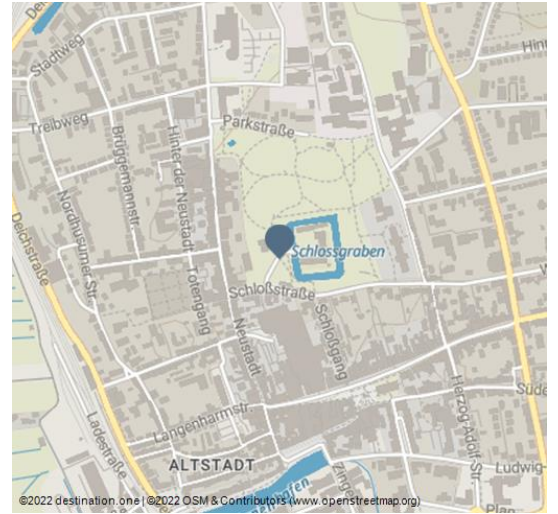 Stadtweg
Treibweg
Parkstraße
Brüggemannstr.
Hinter der Neustadt
Totengang
Nordhusumer Str.
Deichstraße
Schlossgraben
Schloßstraße
Neustadt
Schloßgang
Langenharmstr.
Ladestraße
Herzog-Adolf-Str.
ALTSTADT
Ludwig-
Plan
©2022 destination.one | ©2022 OSM & Contributors (www.openstreetmap.org)